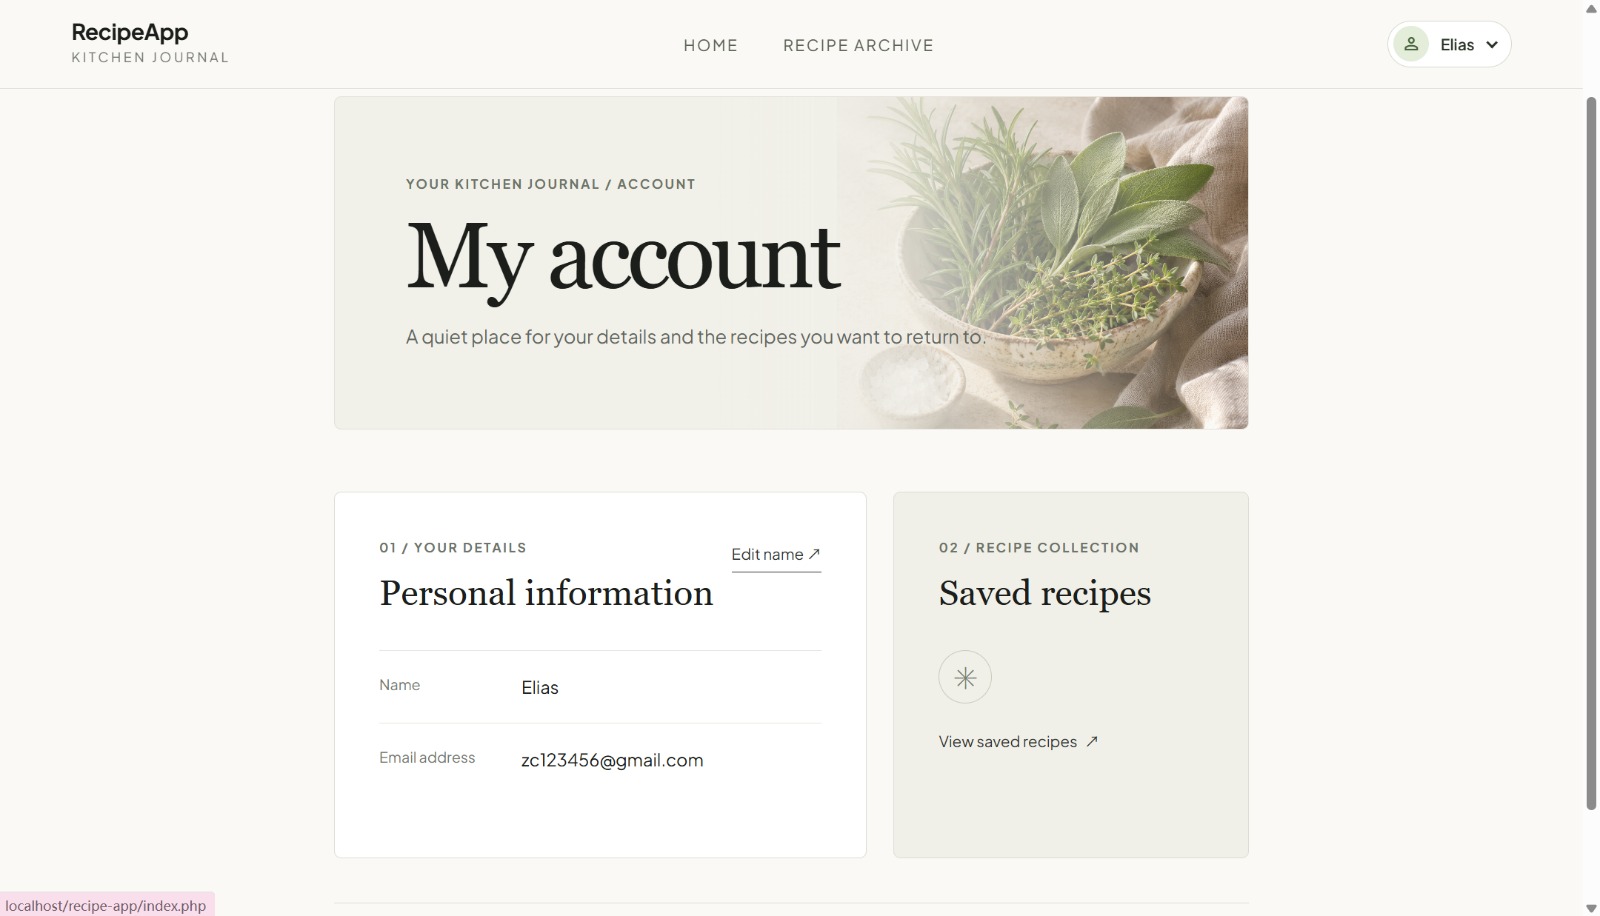 RecipeApp
KITCHEN JOURNAL
HOME
RECIPE ARCHIVE
Elias
YOUR KITCHEN JOURNAL / ACCOUNT
My account
A quiet place for your details and the recipes you want to return to.
01 / YOUR DETAILS
Edit name ↗
Personal information
Name
Elias
Email address
zc123456@gmail.com
02 / RECIPE COLLECTION
Saved recipes
View saved recipes ↗
localhost/recipe-app/index.php